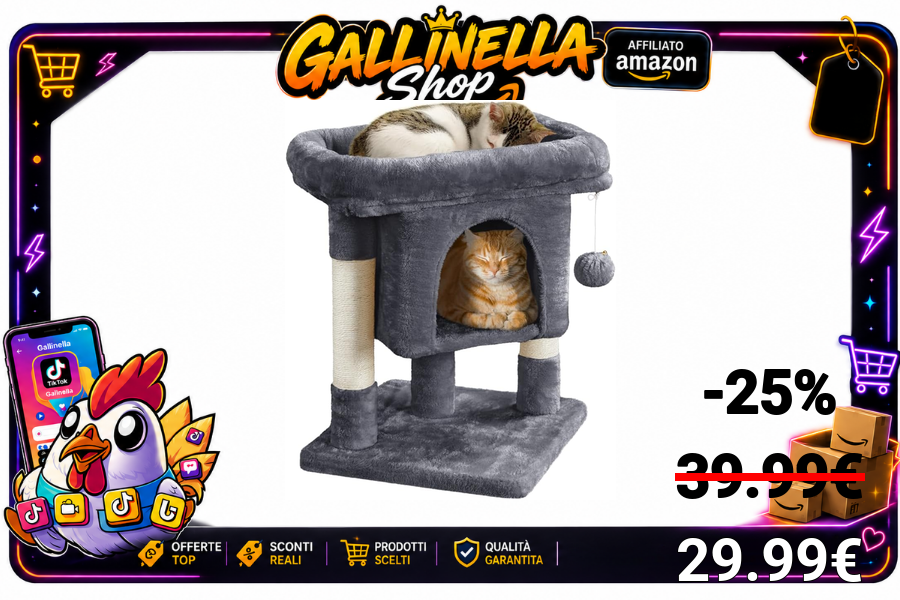 GALLINELLA
Shop
AFFILIATO
amazon
Gallinella
TikTok
Gallinella
-25%
39.99€
29.99€
OFFERTE
TOP
SCONTI
REALI
PRODOTTI
SCELTI
QUALITÀ
GARANTITA